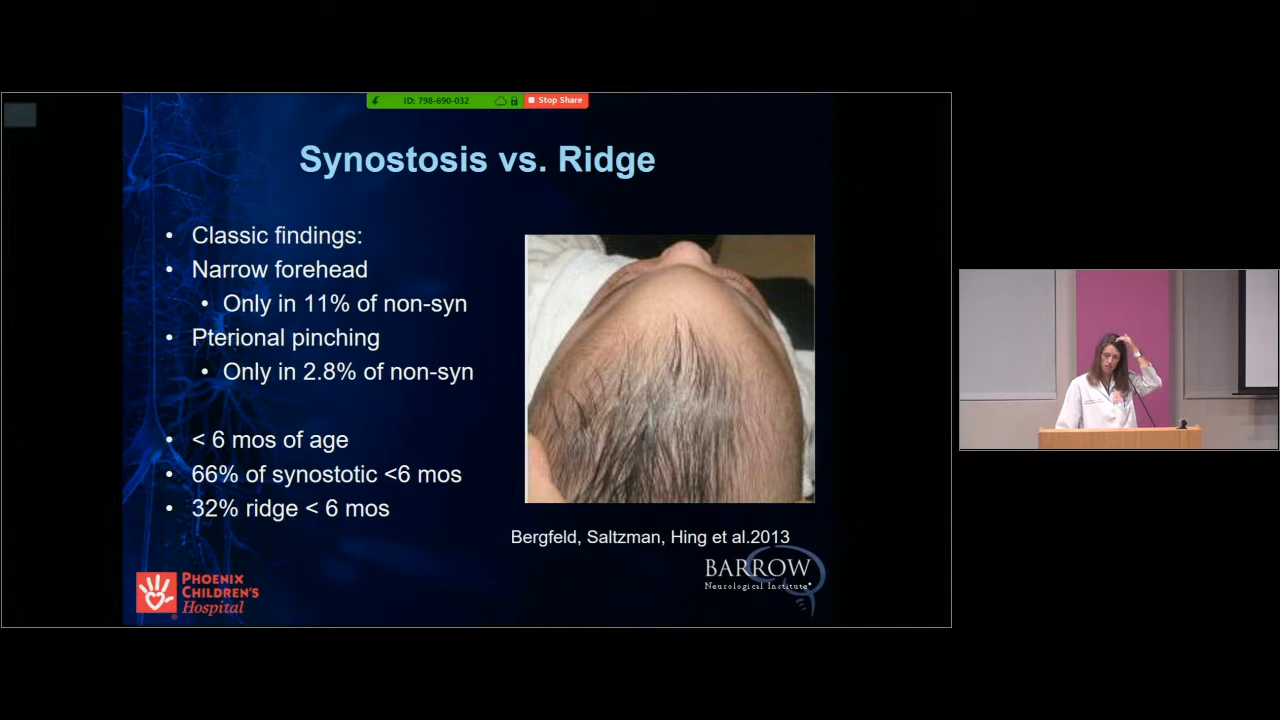 ID: 798-690-032
Stop Share
Synostosis vs. Ridge
• Classic findings:
• Narrow forehead
• Only in 11% of non-syn
• Pterional pinching
• Only in 2.8% of non-syn
• < 6 mos of age
• 66% of synostotic <6 mos
• 32% ridge < 6 mos
Bergfeld, Saltzman, Hing et al.2013
PHOENIX
CHILDREN'S
Hospital
®
BARROW
Neurological Institute®